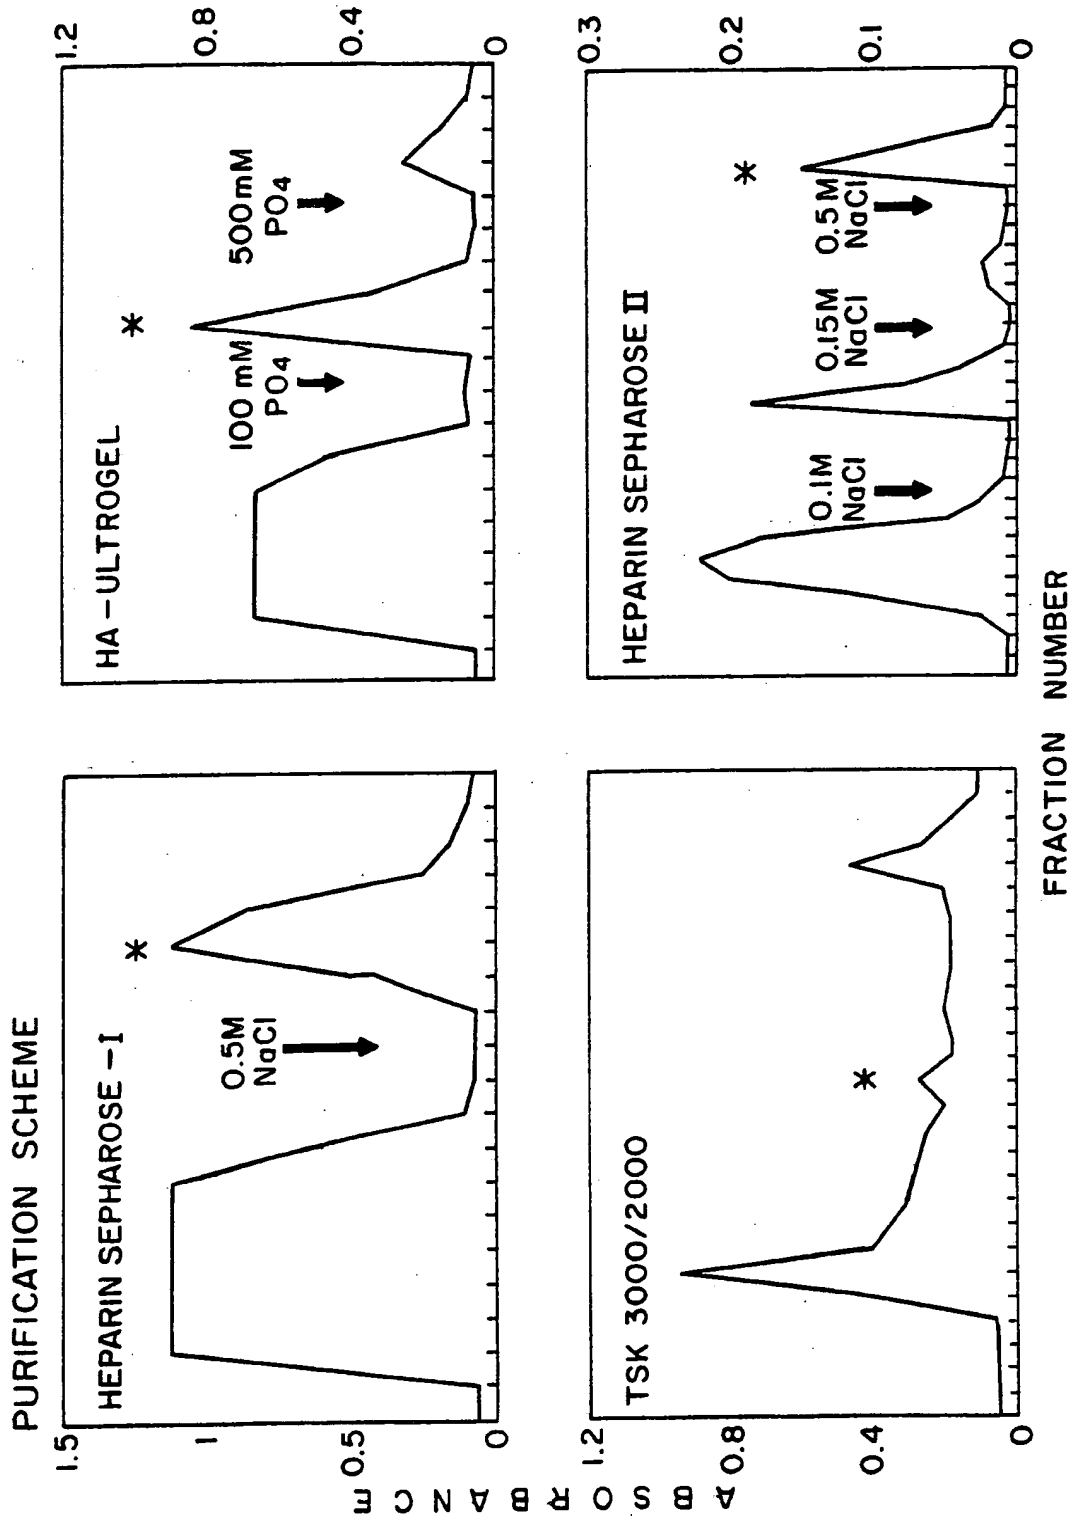 PURIFICATION SCHEME
HEPARIN SEPHAROSE - I
1.5
1
0.5
0
0.5M
NaCl
*
HA - ULTROGEL
1.2
0.8
0.4
0
100 mM
PO4
*
500 mM
PO4
TSK 3000/2000
1.2
0.8
0.4
0
*
HEPARIN SEPHAROSE II
0.3
0.2
0.1
0
0.1M
NaCl
0.15M
NaCl
0.5M
NaCl
*
ABSORBANCE
FRACTION NUMBER